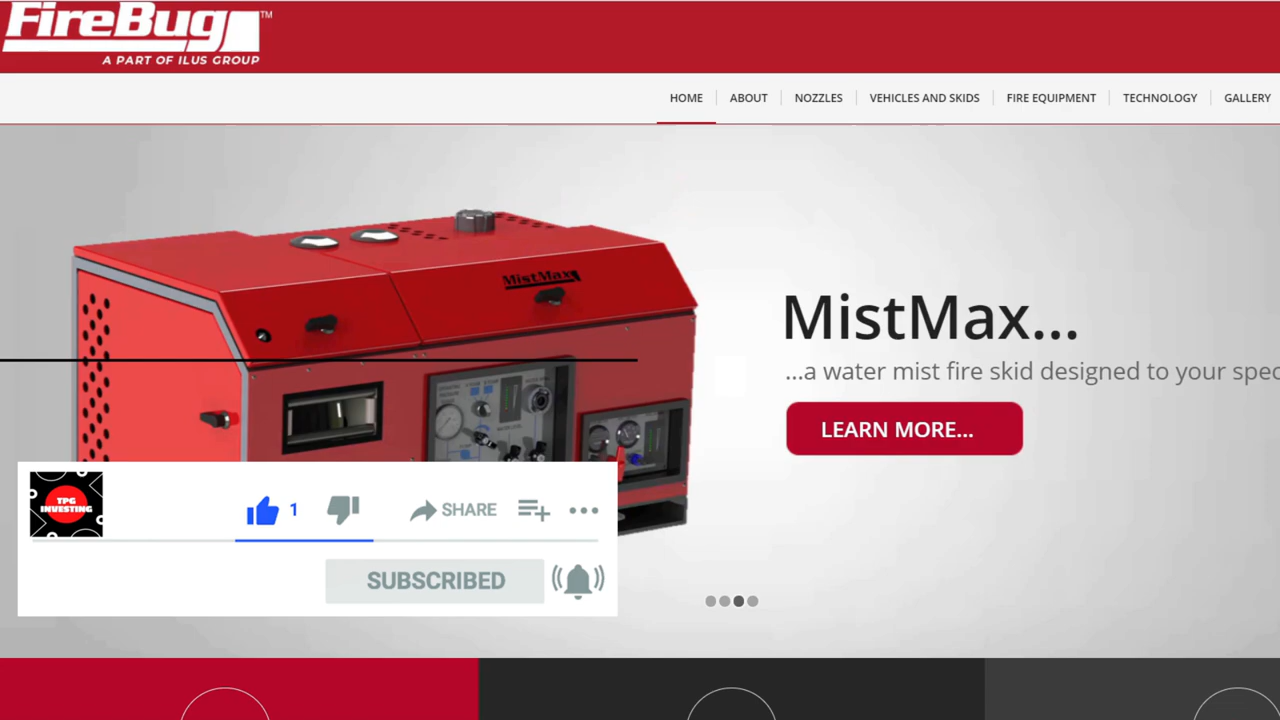 FireBug™
A PART OF ILUS GROUP
HOME
ABOUT
NOZZLES
VEHICLES AND SKIDS
FIRE EQUIPMENT
TECHNOLOGY
GALLERY
MistMax
MistMax...
...a water mist fire skid designed to your spec
LEARN MORE...
TPG
INVESTING
1
SHARE
SUBSCRIBED